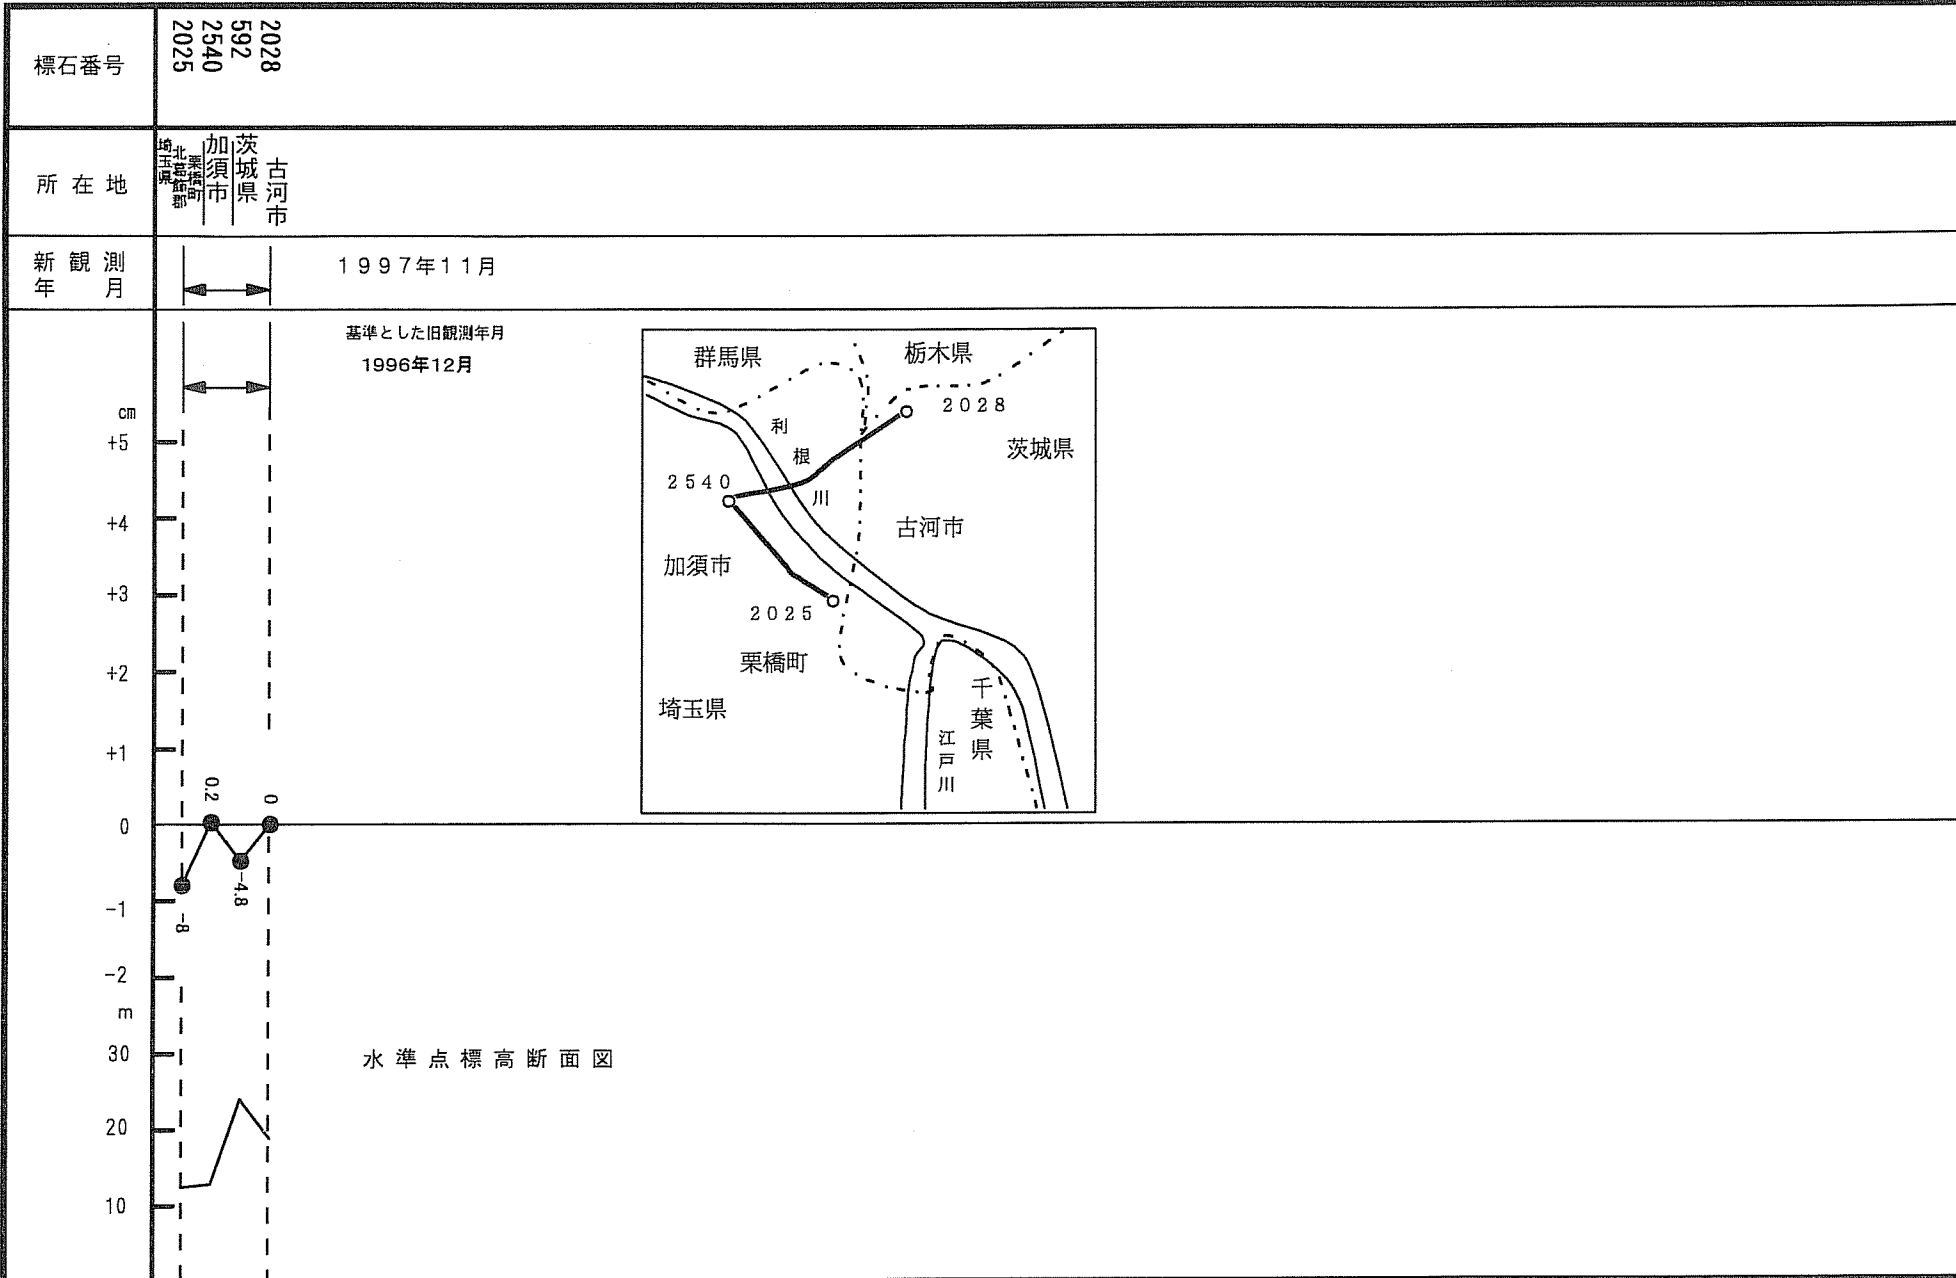 標石番号
2025
2540
592
2028
所在地
埼玉県
北葛飾郡
栗橋町
加須市
茨城県
古河市
新観測
年月
1997年11月
基準とした旧観測年月
1996年12月
cm
+5
+4
+3
+2
+1
0
-1
-2
0.2
0
-4.8
-8
群馬県
栃木県
2028
利根川
茨城県
2540
古河市
加須市
2025
栗橋町
埼玉県
千葉県
江戸川
m
30
20
10
水準点標高断面図